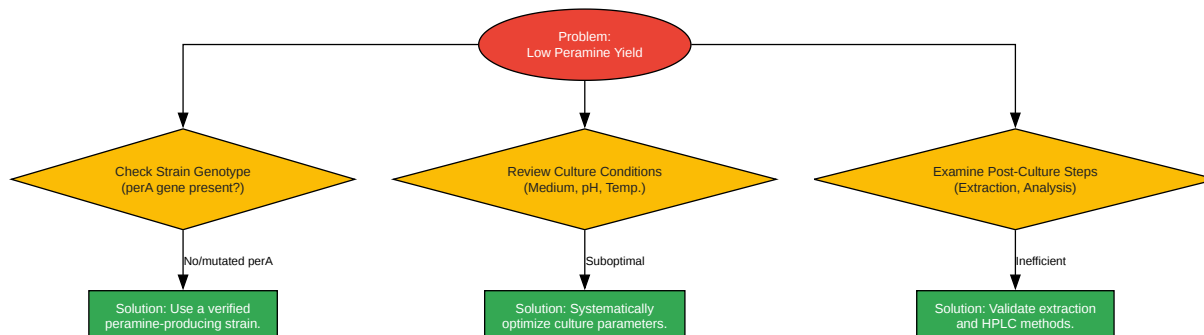 Problem:
Low Peramine Yield
Check Strain Genotype
(perA gene present?)
Review Culture Conditions
(Medium, pH, Temp.)
Examine Post-Culture Steps
(Extraction, Analysis)
No/mutated perA
Suboptimal
Inefficient
Solution: Use a verified
peramine-producing strain.
Solution: Systematically
optimize culture parameters.
Solution: Validate extraction
and HPLC methods.